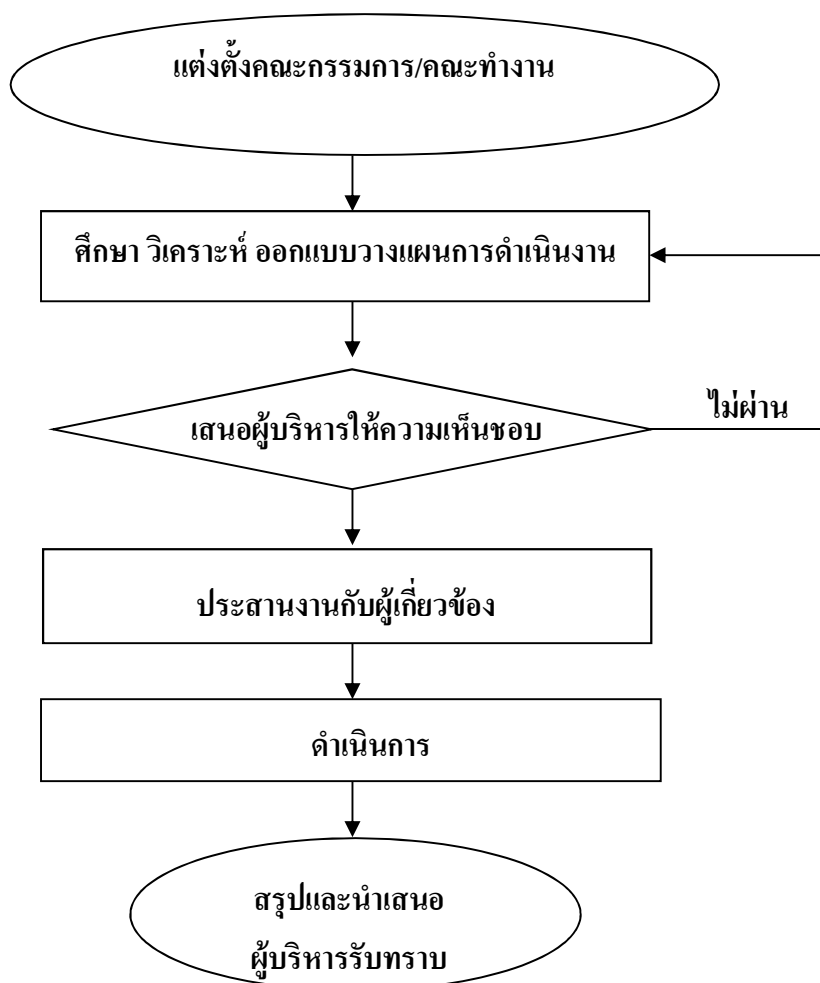 แต่งตั้งคณะกรรมการ/คณะทำงาน
ศึกษา วิเคราะห์ ออกแบบวางแผนการดำเนินงาน
เสนอผู้บริหารให้ความเห็นชอบ
ไม่ผ่าน
ประสานงานกับผู้เกี่ยวข้อง
ดำเนินการ
สรุปและนำเสนอ
ผู้บริหารรับทราบ